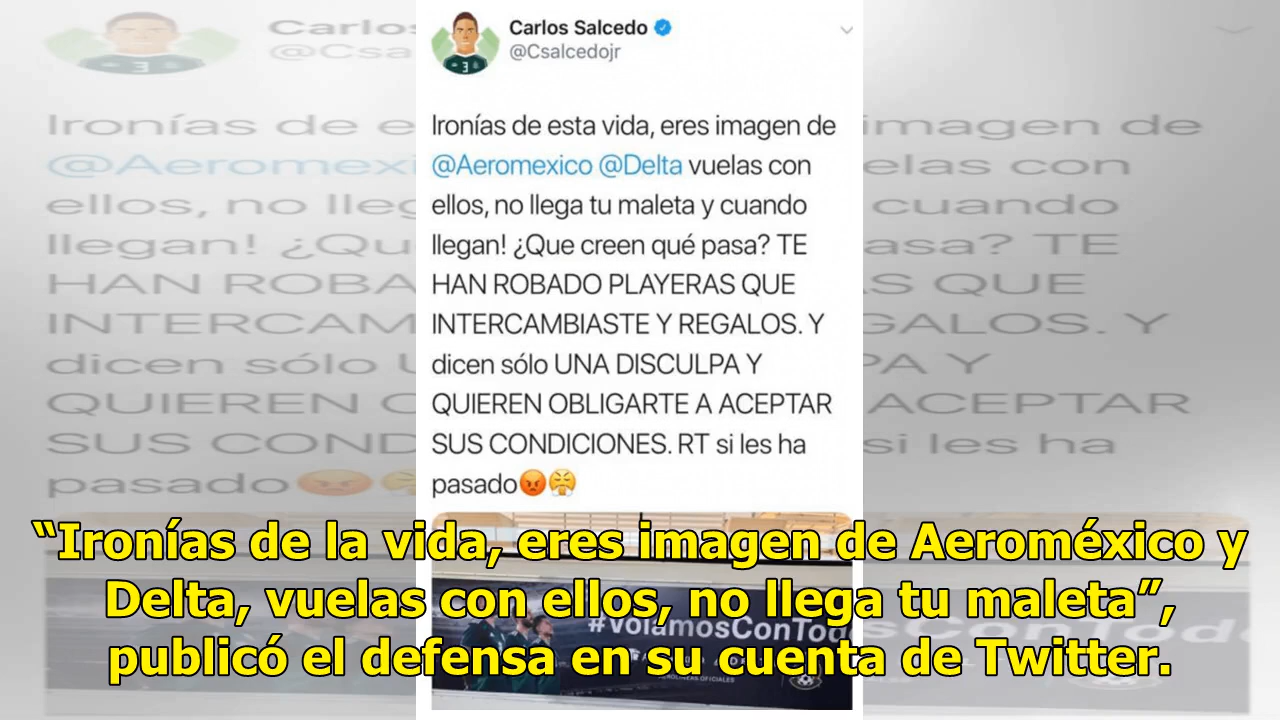 Carlos Salcedo
@Csalcedojr
Ironías de esta vida, eres imagen de
@Aeromexico @Delta vuelas con
ellos, no llega tu maleta y cuando
llegan! ¿Que creen qué pasa? TE
HAN ROBADO PLAYERAS QUE
INTERCAMBIASTE Y REGALOS. Y
dicen sólo UNA DISCULPA Y
QUIEREN OBLIGARTE A ACEPTAR
SUS CONDICIONES. RT si les ha
pasado😡😤
#VolamosConTod
“Ironías de la vida, eres imagen de Aeroméxico y
Delta, vuelas con ellos, no llega tu maleta”,
publicó el defensa en su cuenta de Twitter.